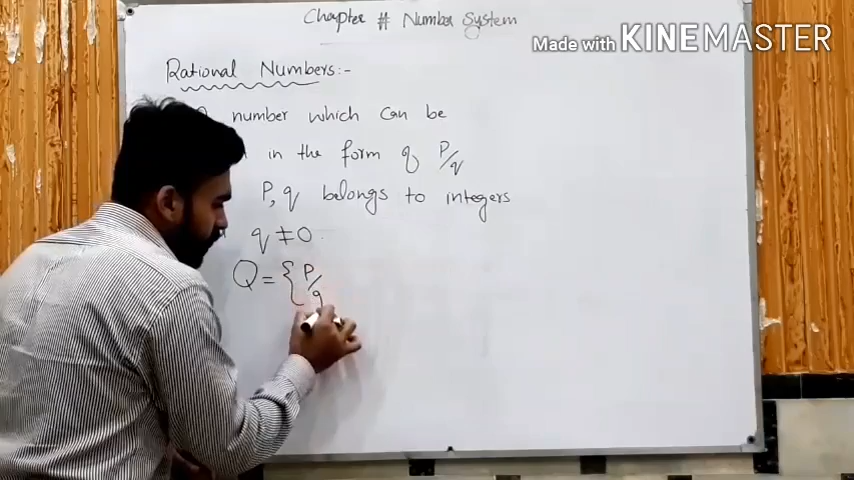 Chapter # Number System
Made with KINEMASTER
Rational Numbers:-
number which can be
in the form of P/q
P, q belongs to integers
q ≠ 0
Q = { P/q